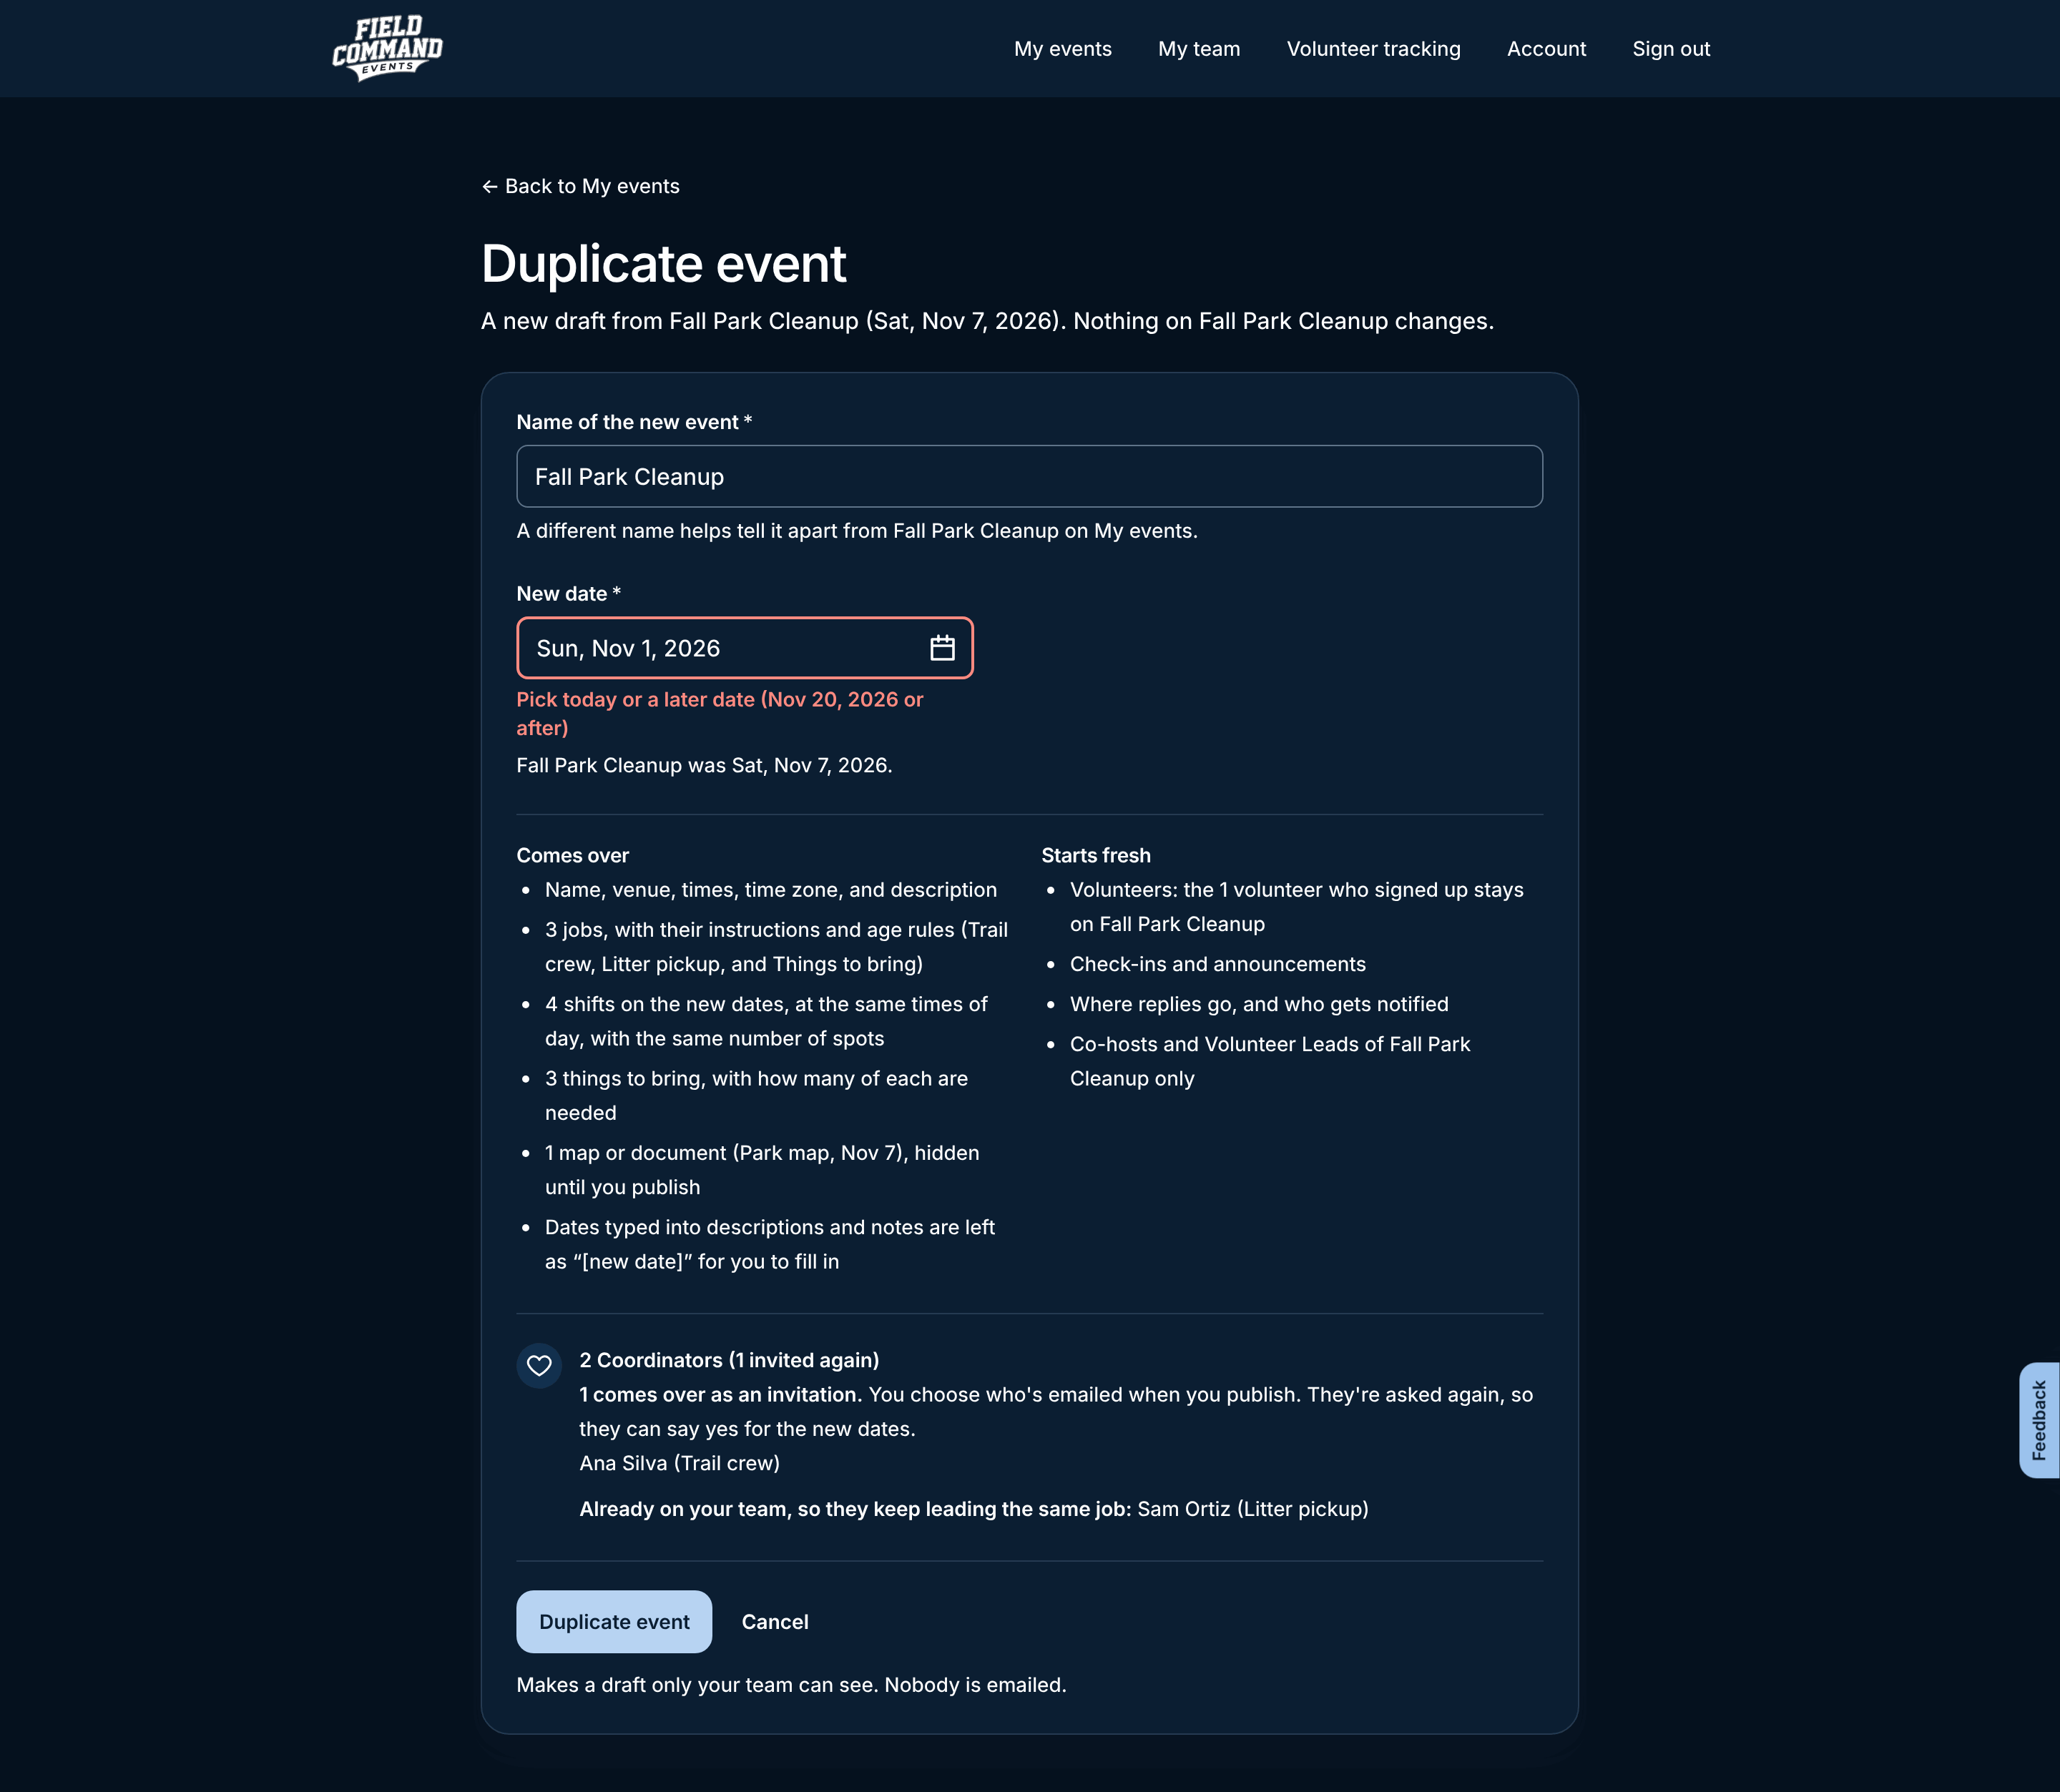 FIELD
COMMAND
EVENTS
My events
My team
Volunteer tracking
Account
Sign out
← Back to My events
Duplicate event
A new draft from Fall Park Cleanup (Sat, Nov 7, 2026). Nothing on Fall Park Cleanup changes.
Name of the new event *
Fall Park Cleanup
A different name helps tell it apart from Fall Park Cleanup on My events.
New date *
Sun, Nov 1, 2026
Pick today or a later date (Nov 20, 2026 or
after)
Fall Park Cleanup was Sat, Nov 7, 2026.
Comes over
• Name, venue, times, time zone, and description
• 3 jobs, with their instructions and age rules (Trail
crew, Litter pickup, and Things to bring)
• 4 shifts on the new dates, at the same times of
day, with the same number of spots
• 3 things to bring, with how many of each are
needed
• 1 map or document (Park map, Nov 7), hidden
until you publish
• Dates typed into descriptions and notes are left
as “[new date]” for you to fill in
Starts fresh
• Volunteers: the 1 volunteer who signed up stays
on Fall Park Cleanup
• Check-ins and announcements
• Where replies go, and who gets notified
• Co-hosts and Volunteer Leads of Fall Park
Cleanup only
2 Coordinators (1 invited again)
1 comes over as an invitation. You choose who's emailed when you publish. They're asked again, so
they can say yes for the new dates.
Ana Silva (Trail crew)
Already on your team, so they keep leading the same job: Sam Ortiz (Litter pickup)
Duplicate event
Cancel
Makes a draft only your team can see. Nobody is emailed.
Feedback